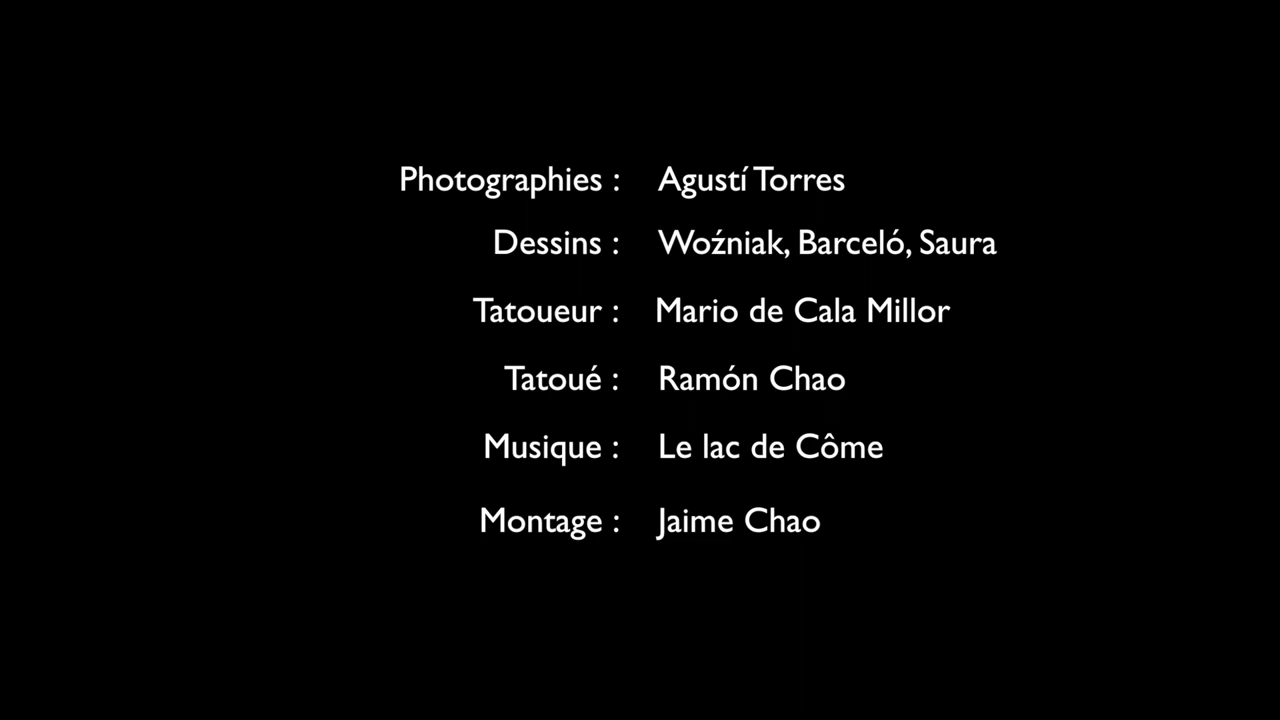 Photographies : Agustí Torres
Dessins : Woźniak, Barceló, Saura
Tatoueur : Mario de Cala Millor
Tatoué : Ramón Chao
Musique : Le lac de Côme
Montage : Jaime Chao